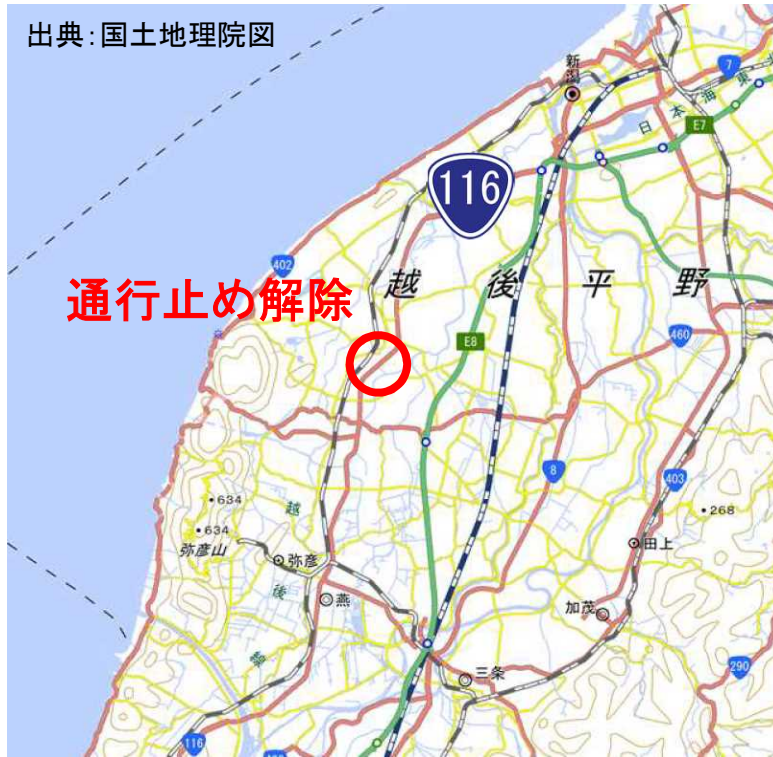 出典：国土地理院図
7
新潟
日本海東
E7
116
402
越後平野
通行止め解除
E8
460
8
403
・634
・268
・634
越後線
弥彦山
弥彦
田上
燕
加茂
三条
290
116